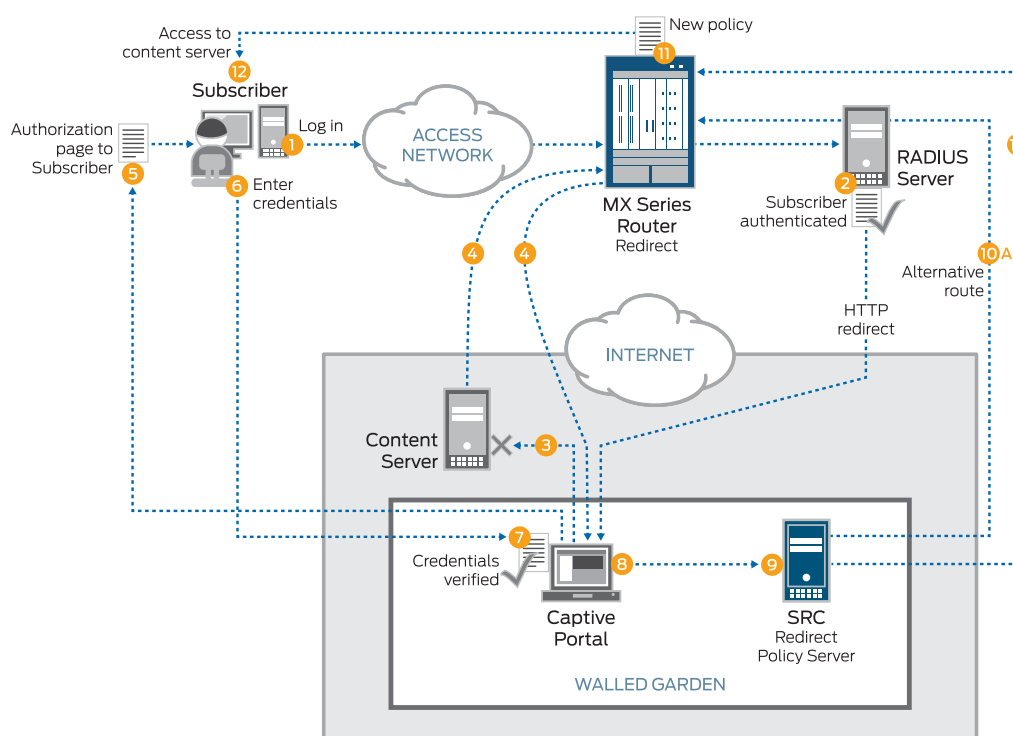 New policy
11
Access to
content server
12
Subscriber
Authorization
page to
Subscriber
5
1
Log in
6
Enter
credentials
ACCESS
NETWORK
MX Series
Router
Redirect
RADIUS
Server
2
Subscriber
authenticated
4
4
10 A
Alternative
route
HTTP
redirect
INTERNET
Content
Server
3
7
Credentials
verified
8
9
Captive
Portal
SRC
Redirect
Policy Server
WALLED GARDEN